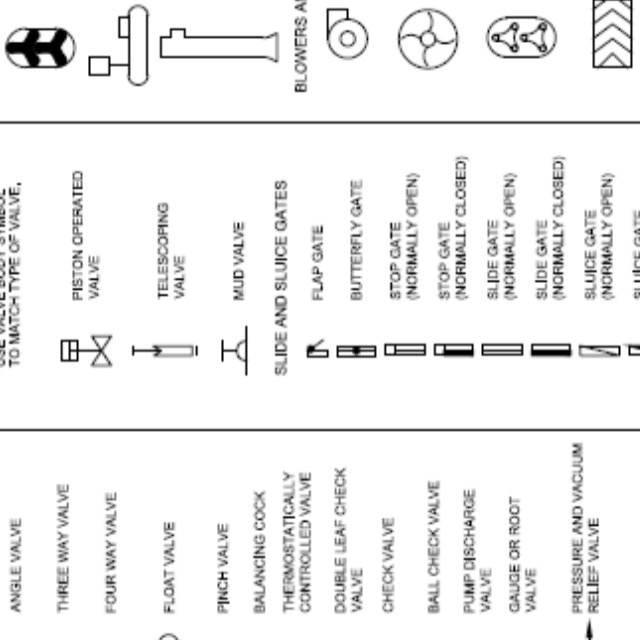 BLOWERS
TO MATCH TYPE OF VALVE,
PISTON OPERATED
VALVE
TELESCOPING
VALVE
MUD VALVE
SLIDE AND SLUICE GATES
FLAP GATE
BUTTERFLY GATE
STOP GATE
(NORMALLY OPEN)
STOP GATE
(NORMALLY CLOSED)
SLIDE GATE
(NORMALLY OPEN)
SLIDE GATE
(NORMALLY CLOSED)
SLUICE GATE
(NORMALLY OPEN)
ANGLE VALVE
THREE WAY VALVE
FOUR WAY VALVE
FLOAT VALVE
PINCH VALVE
BALANCING COCK
THERMOSTATICALLY
CONTROLLED VALVE
DOUBLE LEAF CHECK
VALVE
CHECK VALVE
BALL CHECK VALVE
PUMP DISCHARGE
VALVE
GAUGE OR ROOT
VALVE
PRESSURE AND VACUUM
RELIEF VALVE